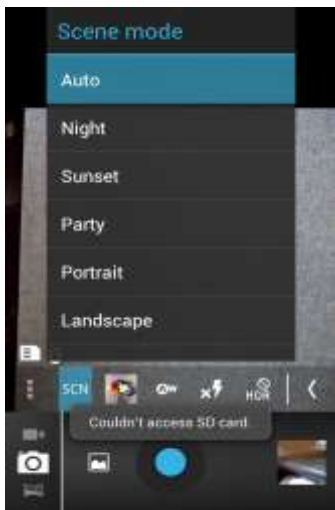 Scene mode
Auto
Night
Sunset
Party
Portrait
Landscape
SCN
HDR
Couldn't access SD card.